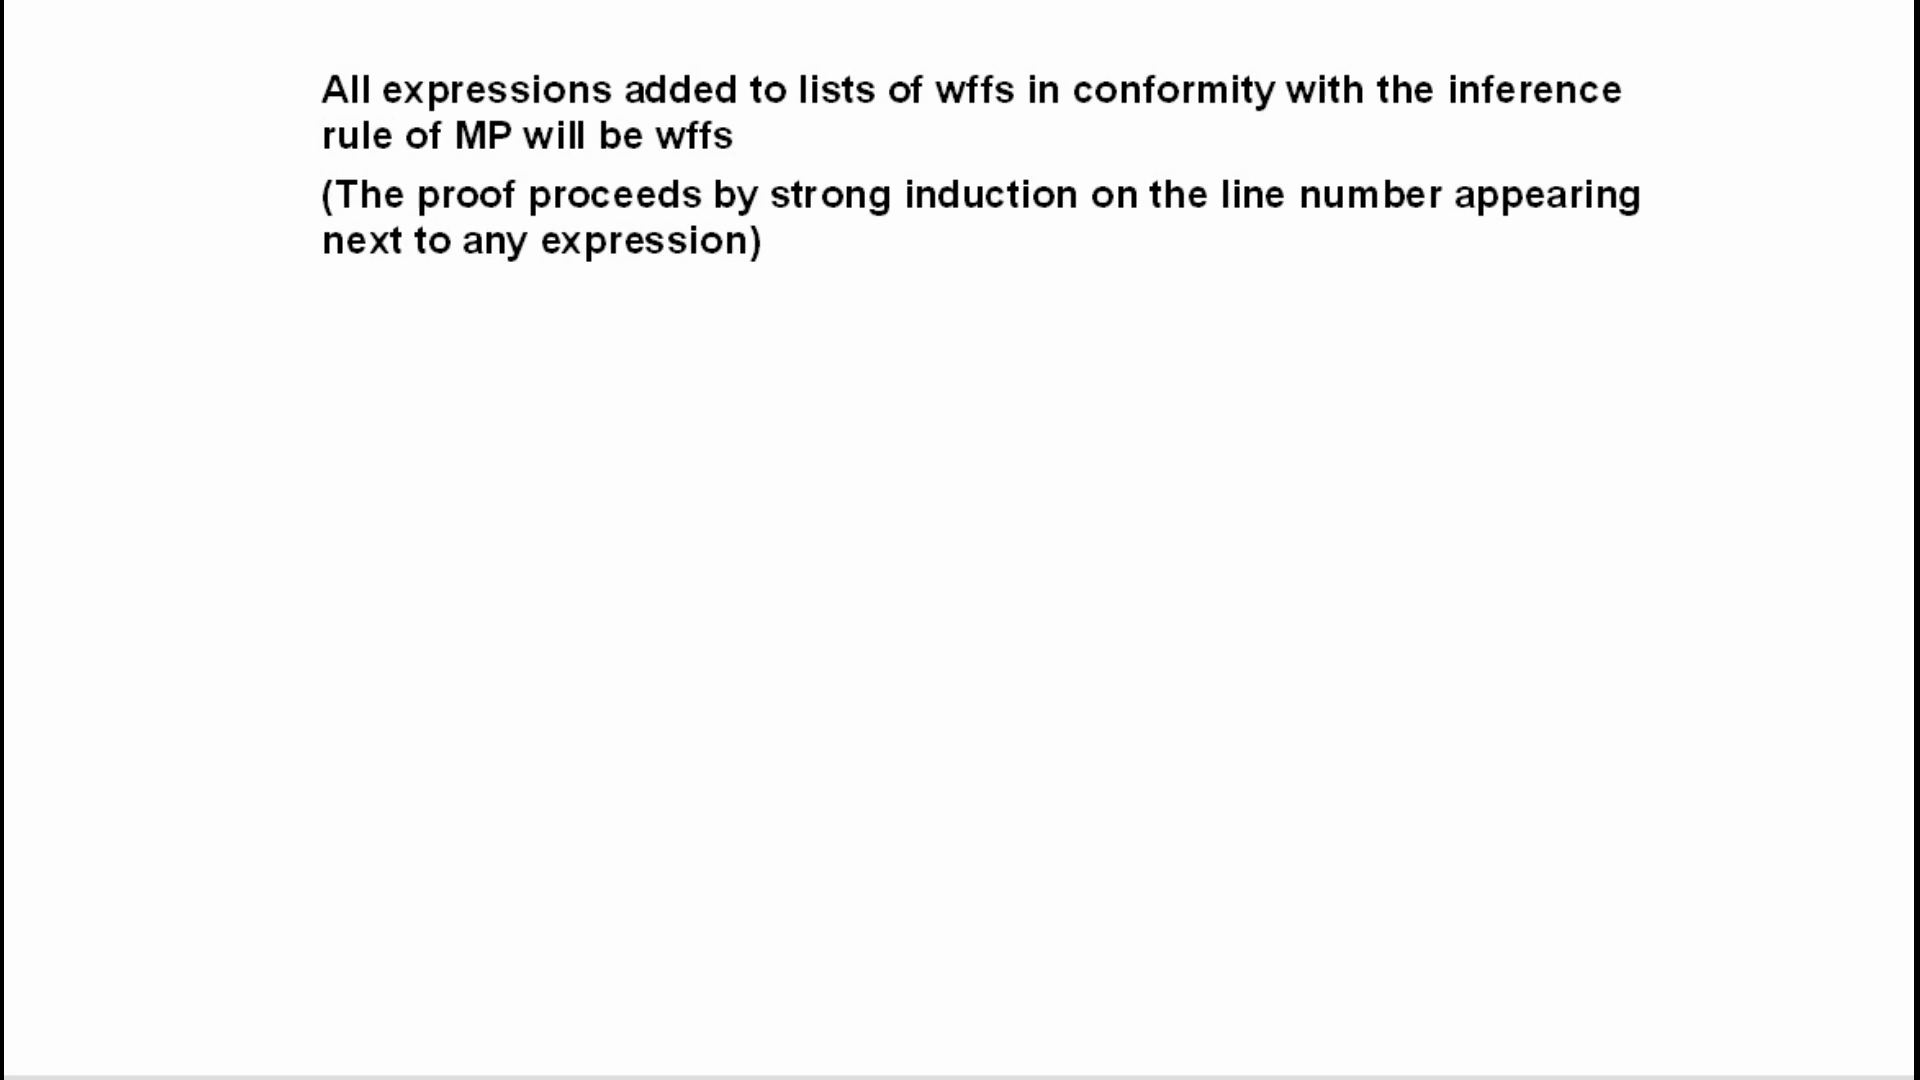 All expressions added to lists of wffs in conformity with the inference
rule of MP will be wffs
(The proof proceeds by strong induction on the line number appearing
next to any expression)